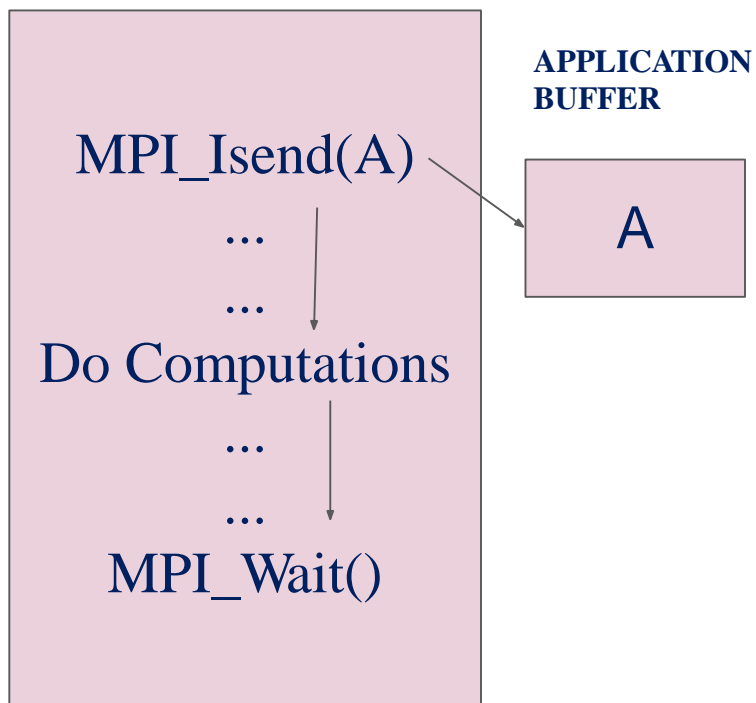 APPLICATION
BUFFER
MPI_Isend(A)
A
...
...
Do Computations
...
...
MPI_Wait()